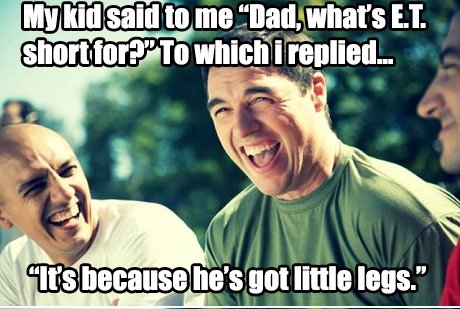 My kid said to me “Dad, what’s E.T.
short for?” To which i replied...
“It’s because he’s got little legs.”